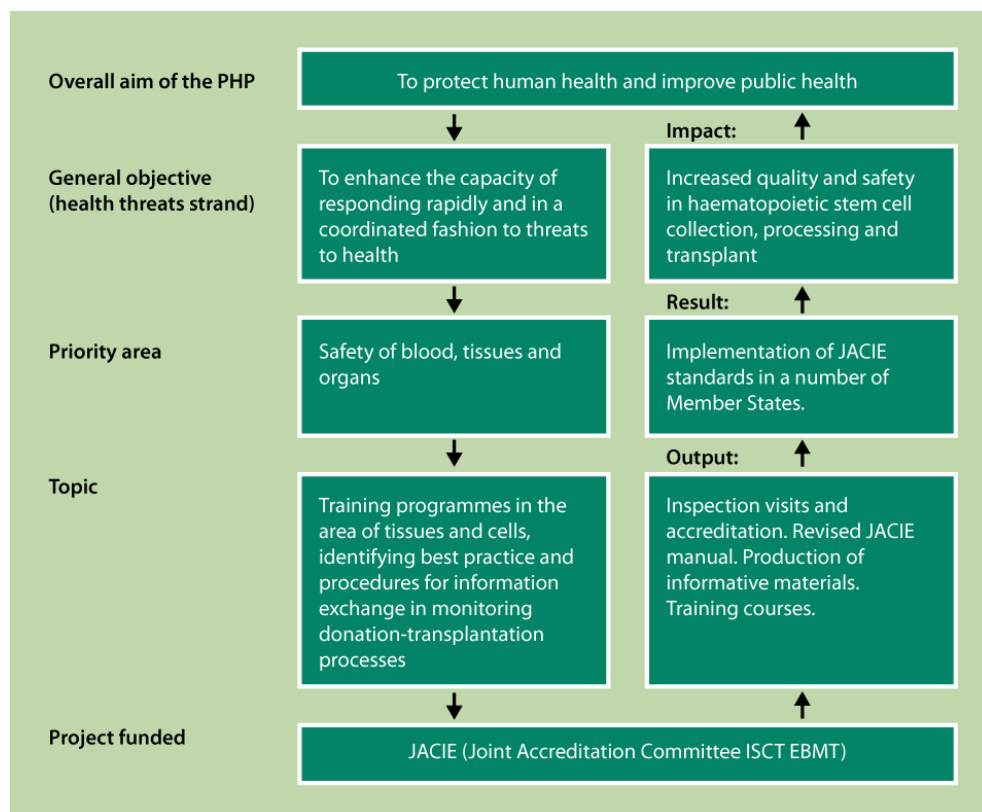 Overall aim of the PHP
To protect human health and improve public health
General objective
(health threats strand)
To enhance the capacity of
responding rapidly and in a
coordinated fashion to threats
to health
Impact:
Increased quality and safety
in haematopoietic stem cell
collection, processing and
transplant
Priority area
Safety of blood, tissues and
organs
Result:
Implementation of JACIE
standards in a number of
Member States.
Topic
Training programmes in the
area of tissues and cells,
identifying best practice and
procedures for information
exchange in monitoring
donation-transplantation
processes
Output:
Inspection visits and
accreditation. Revised JACIE
manual. Production of
informative materials.
Training courses.
Project funded
JACIE (Joint Accreditation Committee ISCT EBMT)